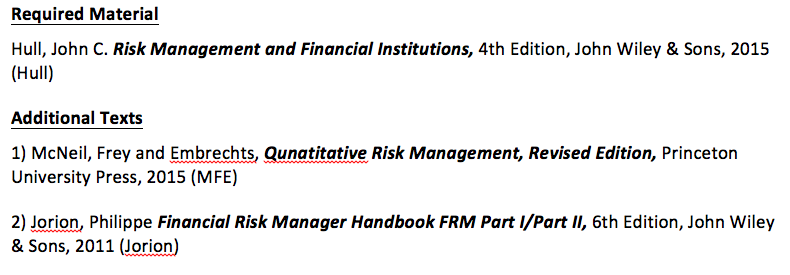 Required Material
Hull, John C. Risk Management and Financial Institutions, 4th Edition, John Wiley & Sons, 2015
(Hull)
Additional Texts
1) McNeil, Frey and Embrechts, Qunatitative Risk Management, Revised Edition, Princeton
University Press, 2015 (MFE)
2) Jorion, Philippe Financial Risk Manager Handbook FRM Part I/Part II, 6th Edition, John Wiley
& Sons, 2011 (Jorion)